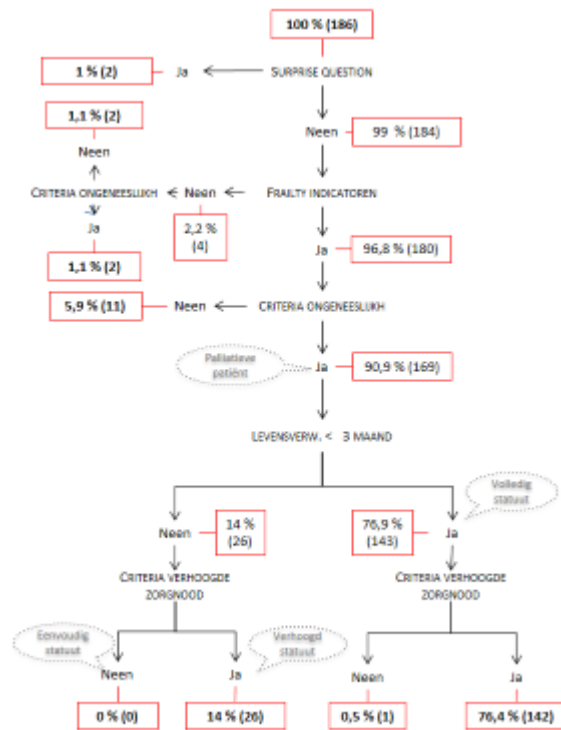 100 % (186)
1 % (2)
Ja
SURPRISE QUESTION
1,1 % (2)
Neen
99 % (184)
Neen
CRITERIA ONGENEESLIJKH
Neen
FRAILTY INDICATOREN
Ja
2,2 %
(4)
Ja
96,8 % (180)
1,1 % (2)
5,9 % (11)
Neen
CRITERIA ONGENEESLIJKH
Palliatieve
patiënt
Ja
90,9 % (169)
LEVENSVERW. < 3 MAAND
Volledig
statuut
Neen
14 %
(26)
76,9 %
(143)
Ja
CRITERIA VERHOOGDE
ZORGNOOD
CRITERIA VERHOOGDE
ZORGNOOD
Eenvoudig
statuut
Verhoogd
statuut
Neen
Ja
Neen
Ja
0 % (0)
14 % (26)
0,5 % (1)
76,4 % (142)